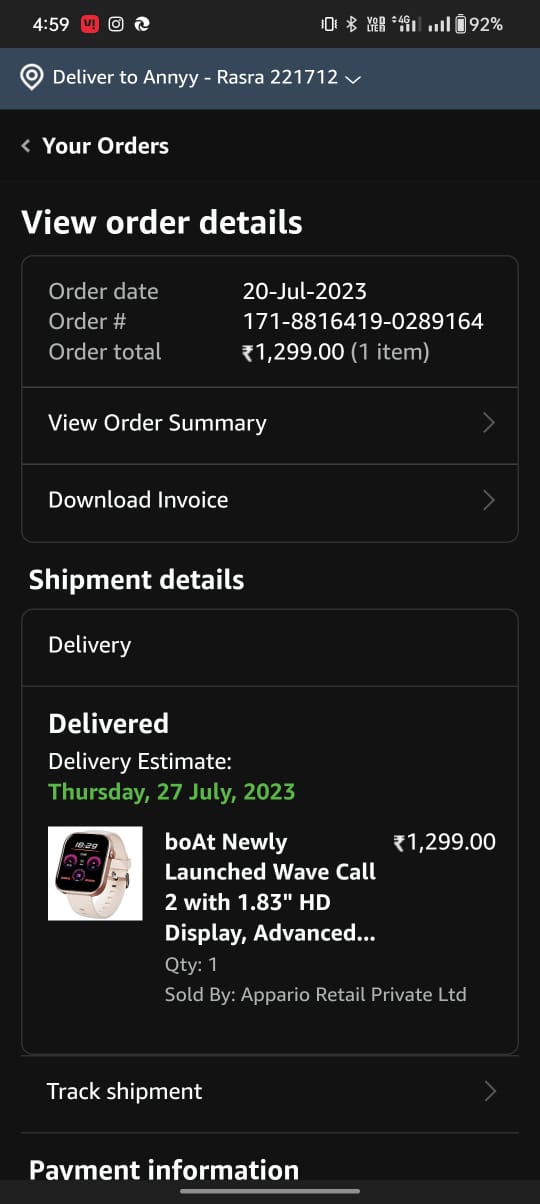 4:59 92%
Deliver to Annyy - Rasra 221712
Your Orders
View order details
Order date 20-Jul-2023
Order # 171-8816419-0289164
Order total ₹1,299.00 (1 item)
View Order Summary
Download Invoice
Shipment details
Delivery
Delivered
Delivery Estimate:
Thursday, 27 July, 2023
18:29
boAt Newly ₹1,299.00
Launched Wave Call
2 with 1.83" HD
Display, Advanced...
Qty: 1
Sold By: Appario Retail Private Ltd
Track shipment
Payment information